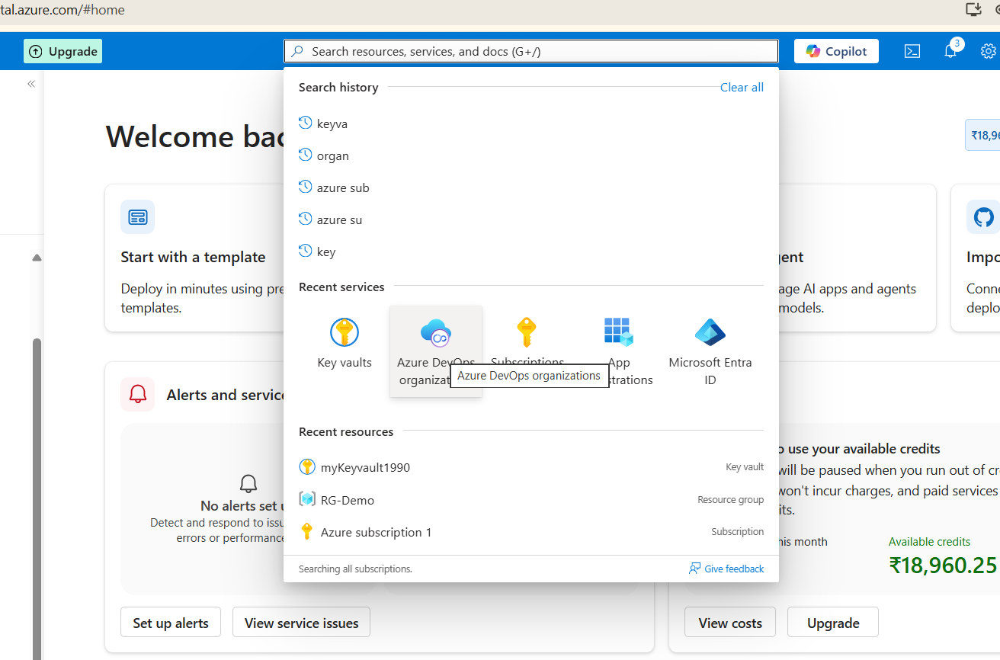 tal.azure.com/#home
Upgrade
Search resources, services, and docs (G+/)
Copilot
3
Search history
Clear all
keyva
organ
azure sub
azure su
key
Welcome bac
₹18,96
Start with a template
Deploy in minutes using pre
templates.
gent
age AI apps and agents
models.
Impo
Conne
deplo
Recent services
Key vaults
Azure DevOps
organizat
Azure DevOps organizations
Subscriptions
App
strations
Microsoft Entra
ID
Alerts and service
No alerts set u
Detect and respond to issu
errors or performance
Recent resources
myKeyvault1990
Key vault
RG-Demo
Resource group
Azure subscription 1
Subscription
Searching all subscriptions.
Give feedback
o use your available credits
will be paused when you run out of cr
won't incur charges, and paid services
its.
his month
Available credits
₹18,960.25
Set up alerts
View service issues
View costs
Upgrade